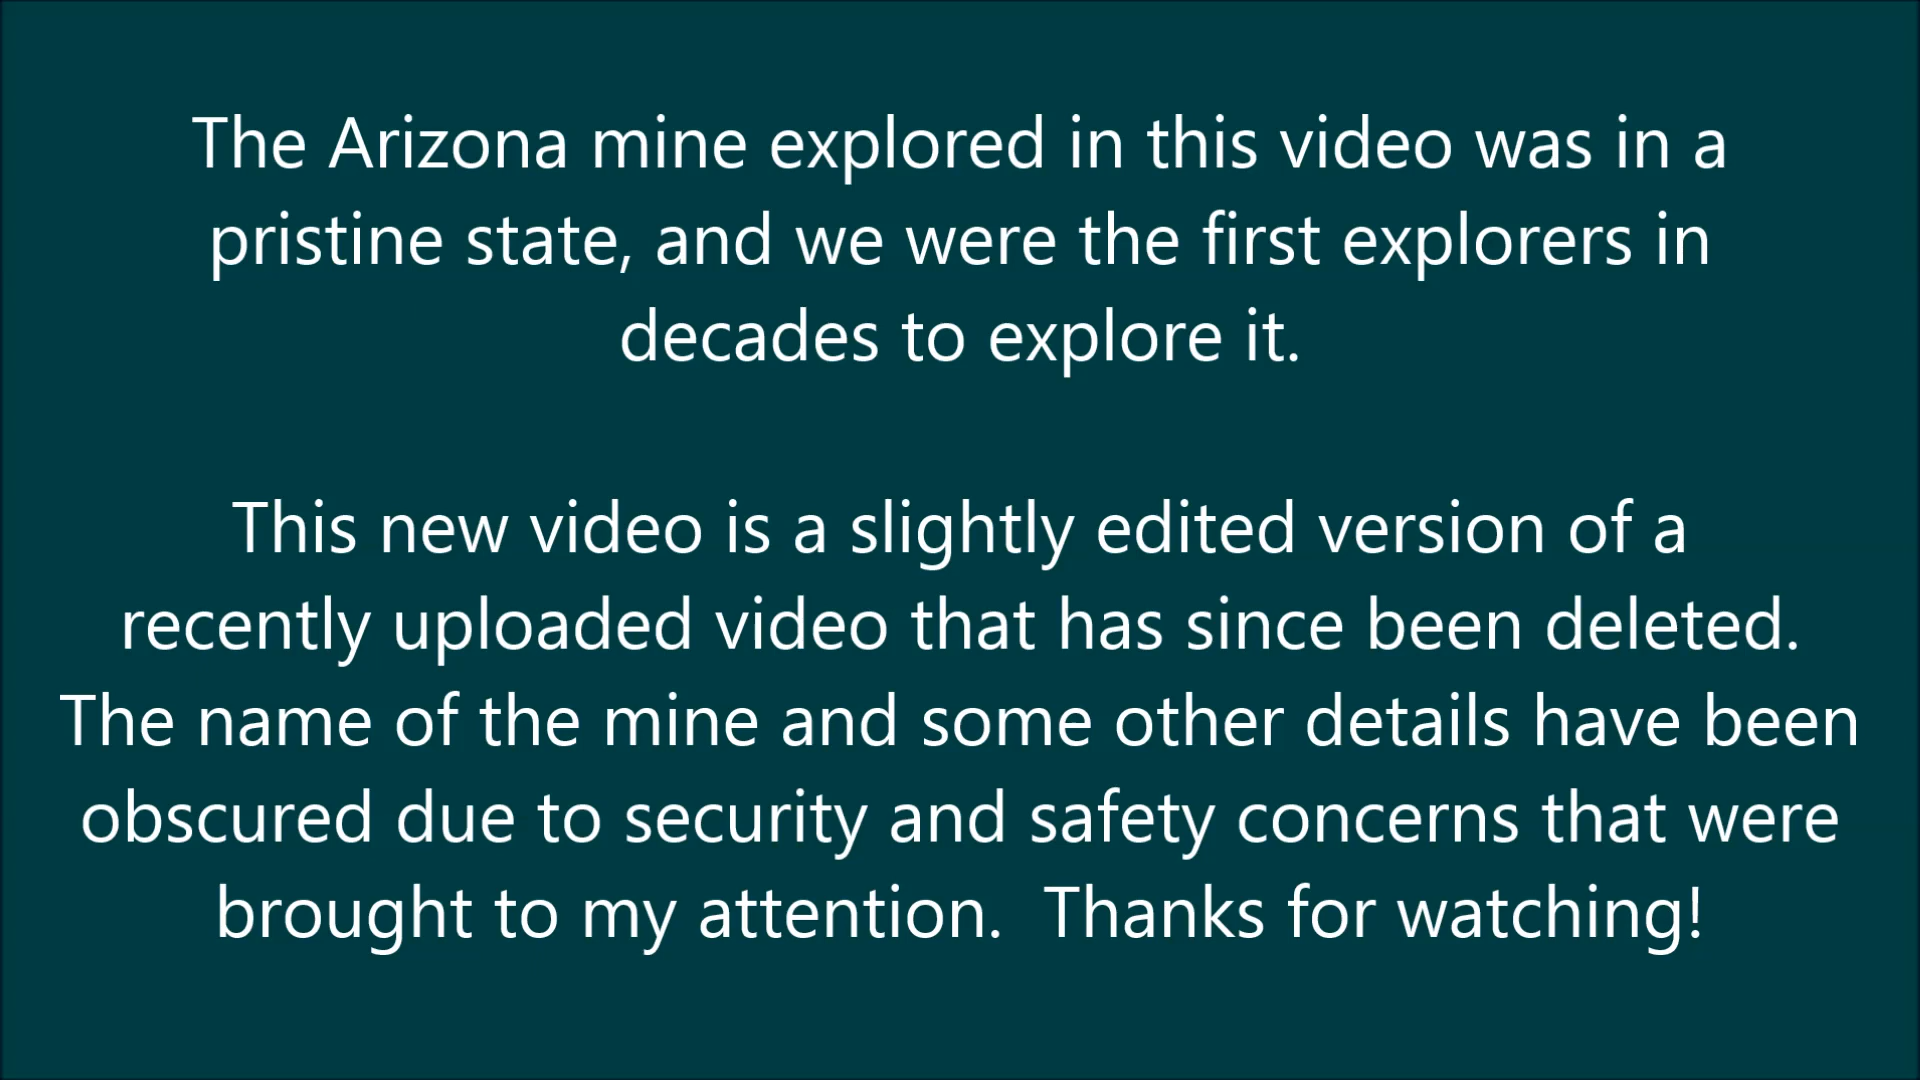 The Arizona mine explored in this video was in a
pristine state, and we were the first explorers in
decades to explore it.
This new video is a slightly edited version of a
recently uploaded video that has since been deleted.
The name of the mine and some other details have been
obscured due to security and safety concerns that were
brought to my attention.  Thanks for watching!